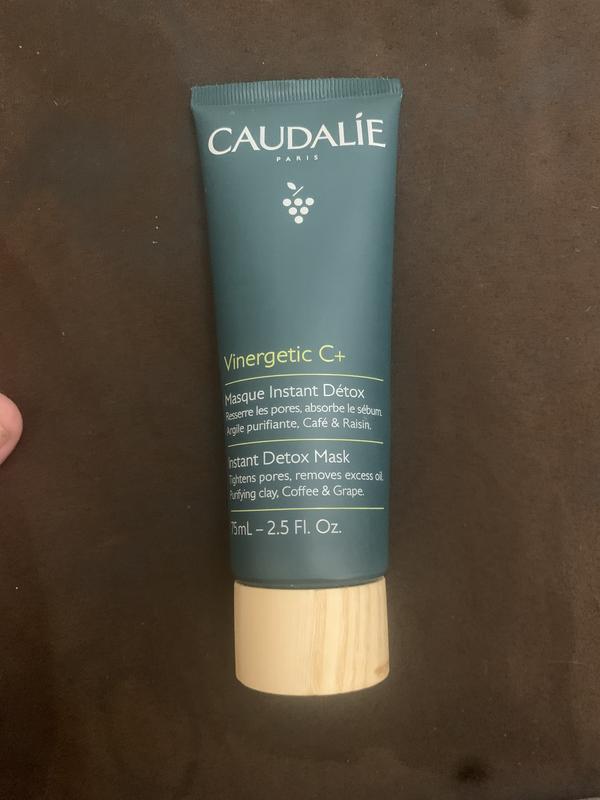 CAUDALÍE
PARIS
Vinergetic C+
Masque Instant Détox
Resserre les pores, absorbe le sébum.
Argile purifiante, Café & Raisin.
Instant Detox Mask
Tightens pores, removes excess oil.
Purifying clay, Coffee & Grape.
75mL – 2.5 Fl. Oz.